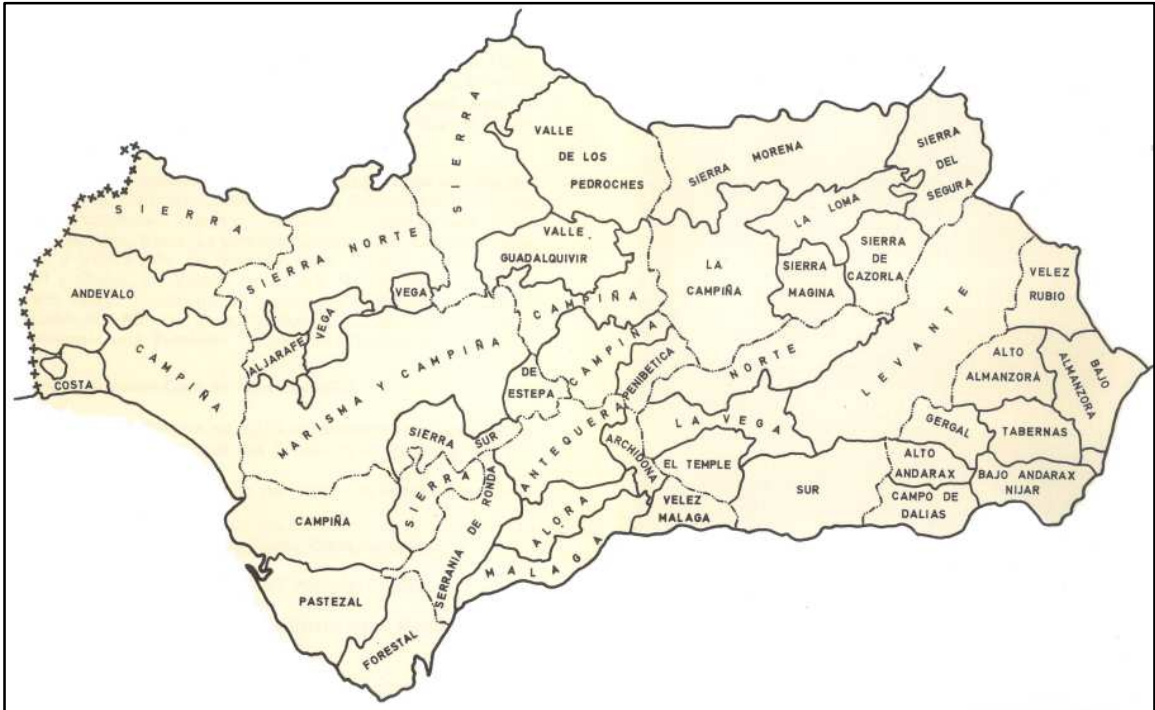 SIERRA
VALLE
DE LOS
PEDROCHES
SIERRA MORENA
SIERRA
DEL
SEGURA
SIERRA
SIERRA NORTE
VALLE
GUADALQUIVIR
LA LOMA
LA
CAMPIÑA
SIERRA
MAGINA
SIERRA
DE
CAZORLA
VELEZ
RUBIO
ANDEVALO
VEGA
VEGA
CAMPIÑA
LEVANTE
COSTA
CAMPIÑA
ALJARAFE
MARISMA Y CAMPIÑA
DE
ESTEPA
CAMPIÑA
PENIBETICA
NORTE
ALTO
ALMANZORA
BAJO
ALMANZORA
SIERRA SUR
ANTEQUERA
ARCHIDONA
LA VEGA
GERGAL
TABERNAS
SIERRA
EL TEMPLE
ALTO
ANDARAX
BAJO ANDARAX
NIJAR
CAMPIÑA
SERRANIA DE RONDA
ALORA
VELEZ
MALAGA
SUR
CAMPO DE
DALIAS
MALAGA
PASTEZAL
FORESTAL